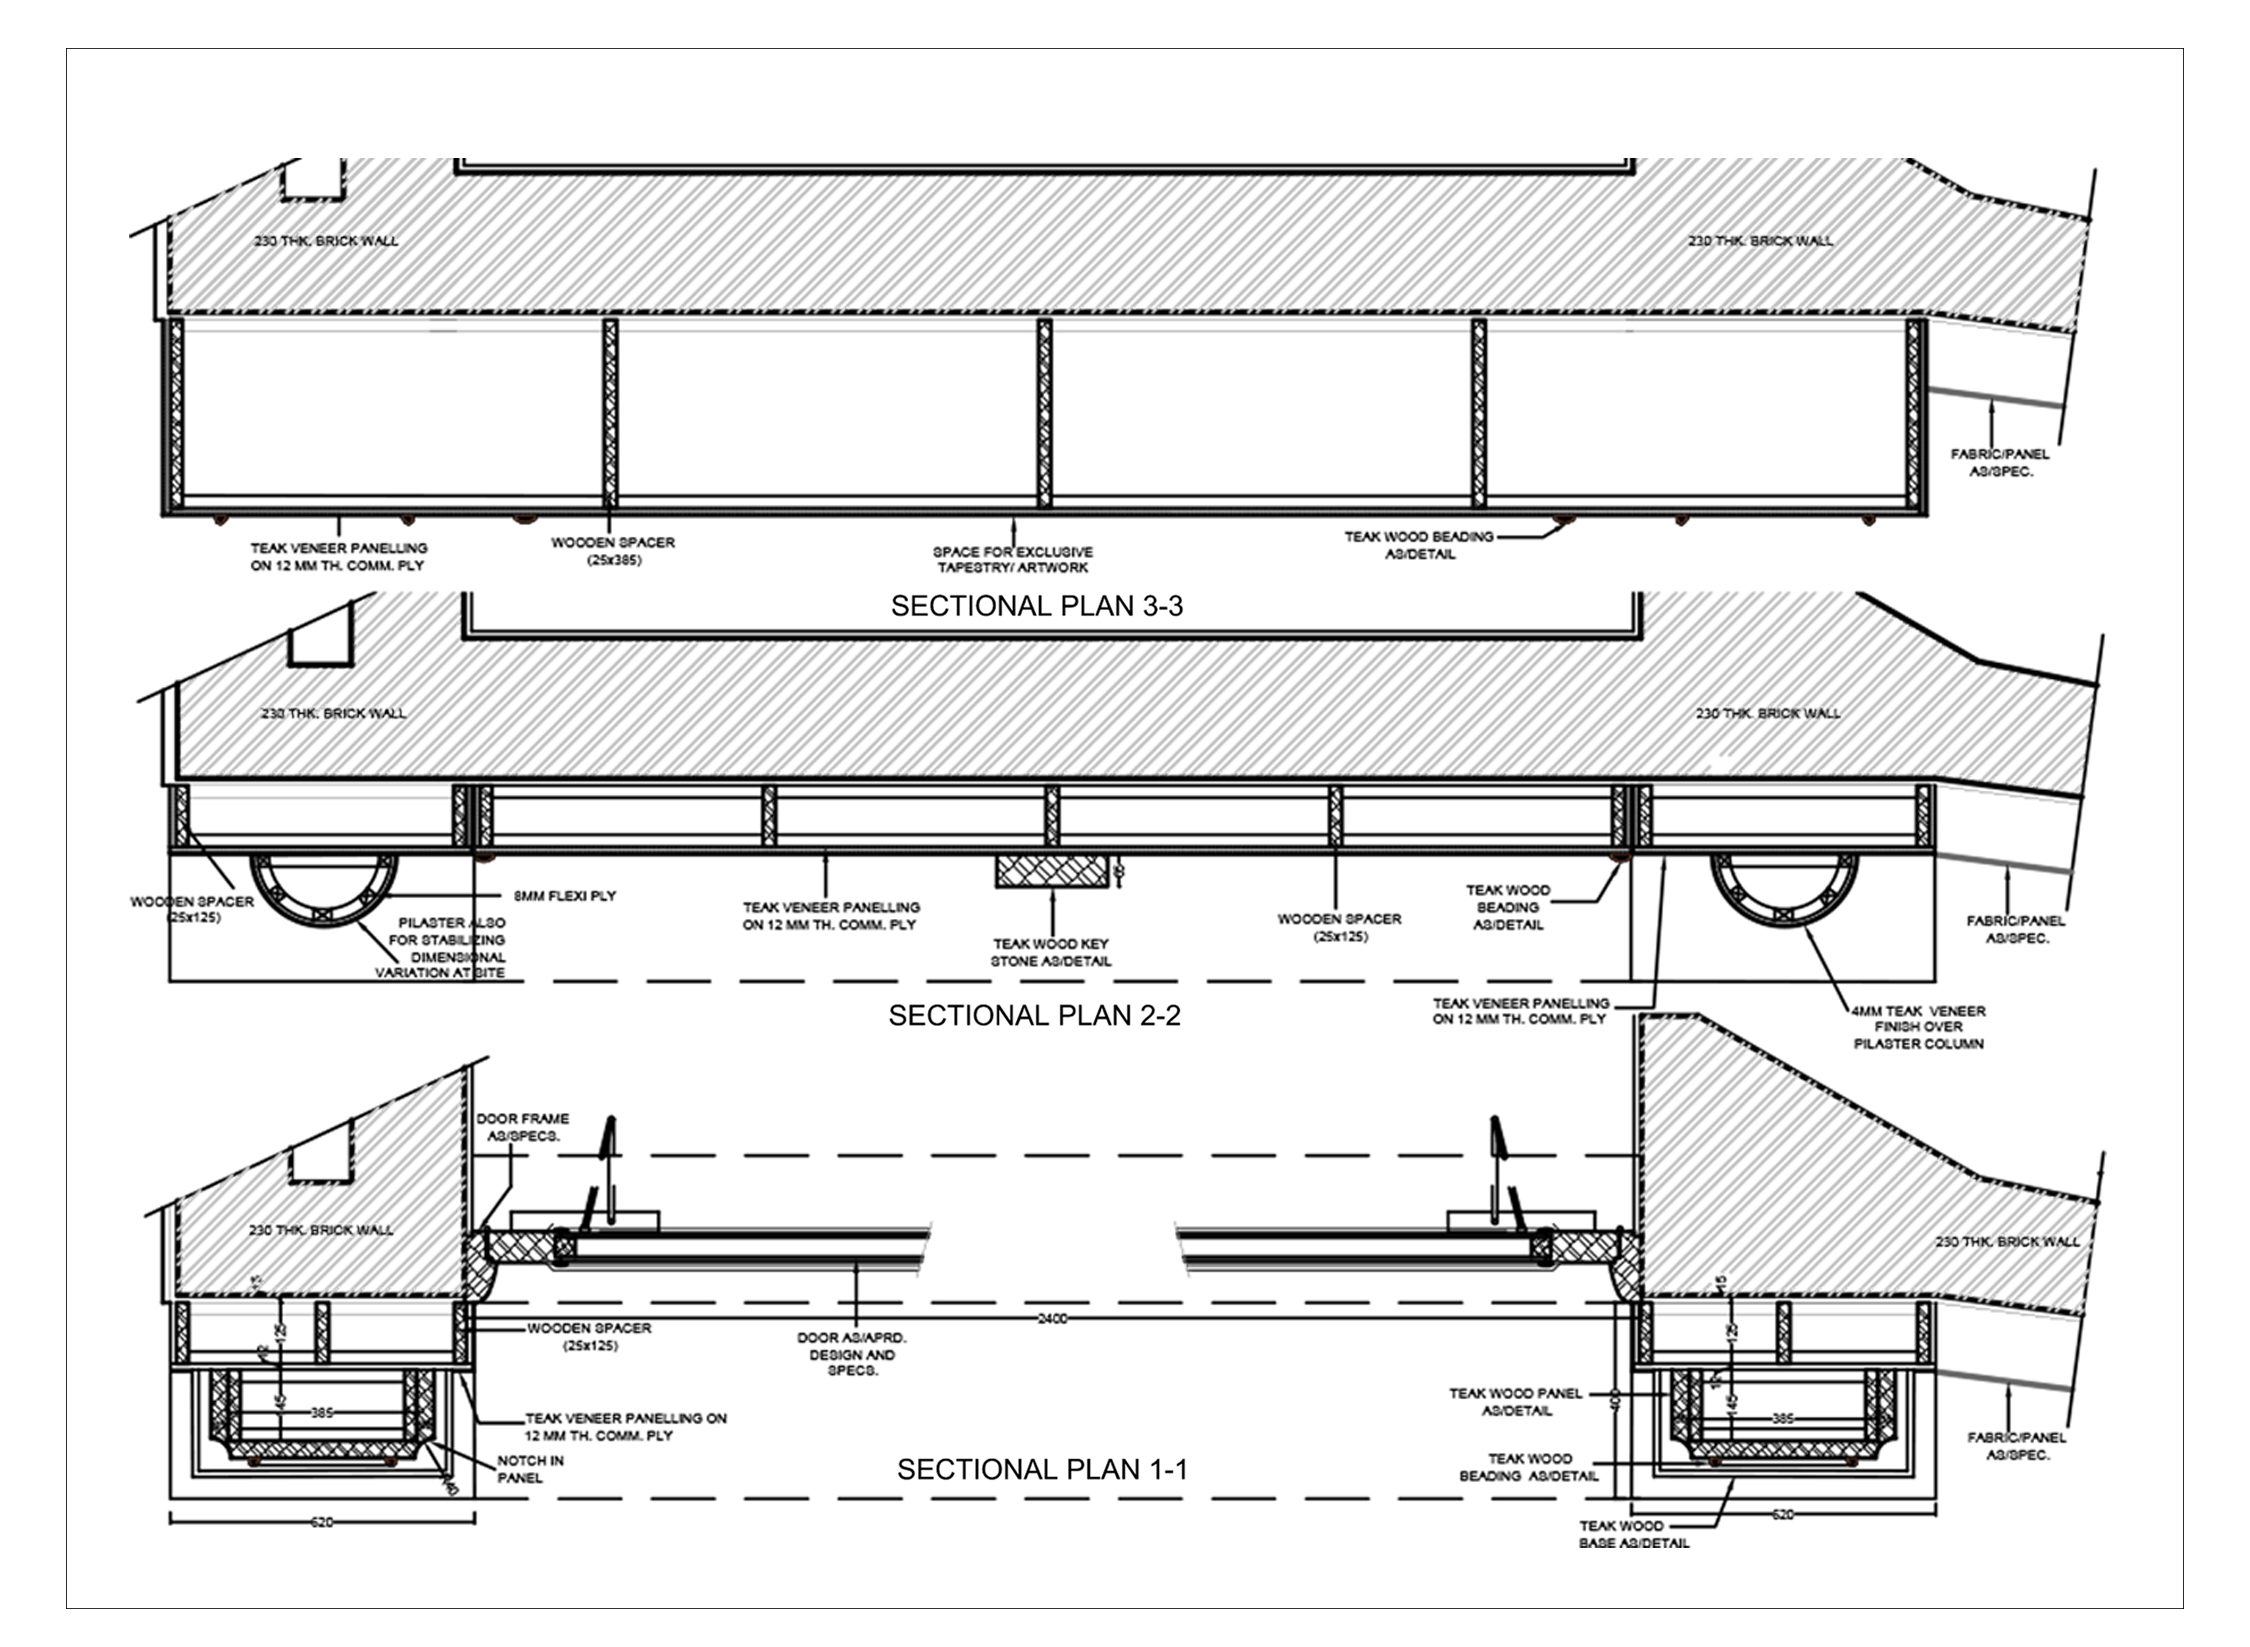 230 THK. BRICK WALL
230 THK. BRICK WALL
FABRIC/PANEL
AS/SPEC.
TEAK VENEER PANELLING
ON 12 MM TH. COMM. PLY
WOODEN SPACER
(25x385)
SPACE FOR EXCLUSIVE
TAPESTRY/ ARTWORK
TEAK WOOD BEADING
AS/DETAIL
SECTIONAL PLAN 3-3
230 THK. BRICK WALL
230 THK. BRICK WALL
WOODEN SPACER
(25x125)
8MM FLEXI PLY
PILASTER ALSO
FOR STABILIZING
DIMENSIONAL
VARIATION AT SITE
TEAK VENEER PANELLING
ON 12 MM TH. COMM. PLY
TEAK WOOD KEY
STONE AS/DETAIL
WOODEN SPACER
(25x125)
TEAK WOOD
BEADING
AS/DETAIL
FABRIC/PANEL
AS/SPEC.
SECTIONAL PLAN 2-2
TEAK VENEER PANELLING
ON 12 MM TH. COMM. PLY
4MM TEAK VENEER
FINISH OVER
PILASTER COLUMN
DOOR FRAME
AS/SPECS.
230 THK. BRICK WALL
230 THK. BRICK WALL
15
125
12
145
385
40
15
125
12
145
385
400
2400
WOODEN SPACER
(25x125)
DOOR AS/APRD.
DESIGN AND
SPECS.
TEAK VENEER PANELLING ON
12 MM TH. COMM. PLY
NOTCH IN
PANEL
TEAK WOOD PANEL
AS/DETAIL
TEAK WOOD
BEADING AS/DETAIL
FABRIC/PANEL
AS/SPEC.
SECTIONAL PLAN 1-1
620
620
TEAK WOOD
BASE AS/DETAIL